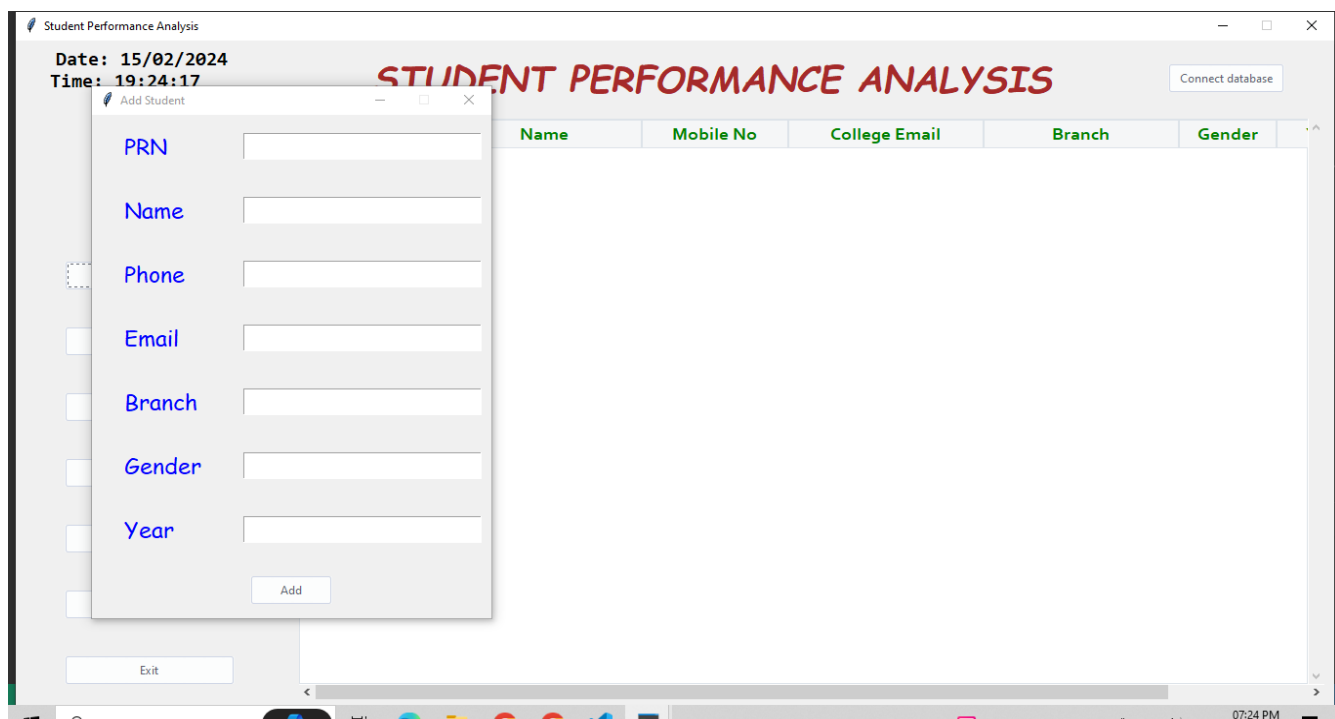 Student Performance Analysis
Date: 15/02/2024
Time: 19:24:17
STUDENT PERFORMANCE ANALYSIS
Connect database
Add Student
Name Mobile No College Email Branch Gender
PRN
Name
Phone
Email
Branch
Gender
Year
Add
Exit
07:24 PM